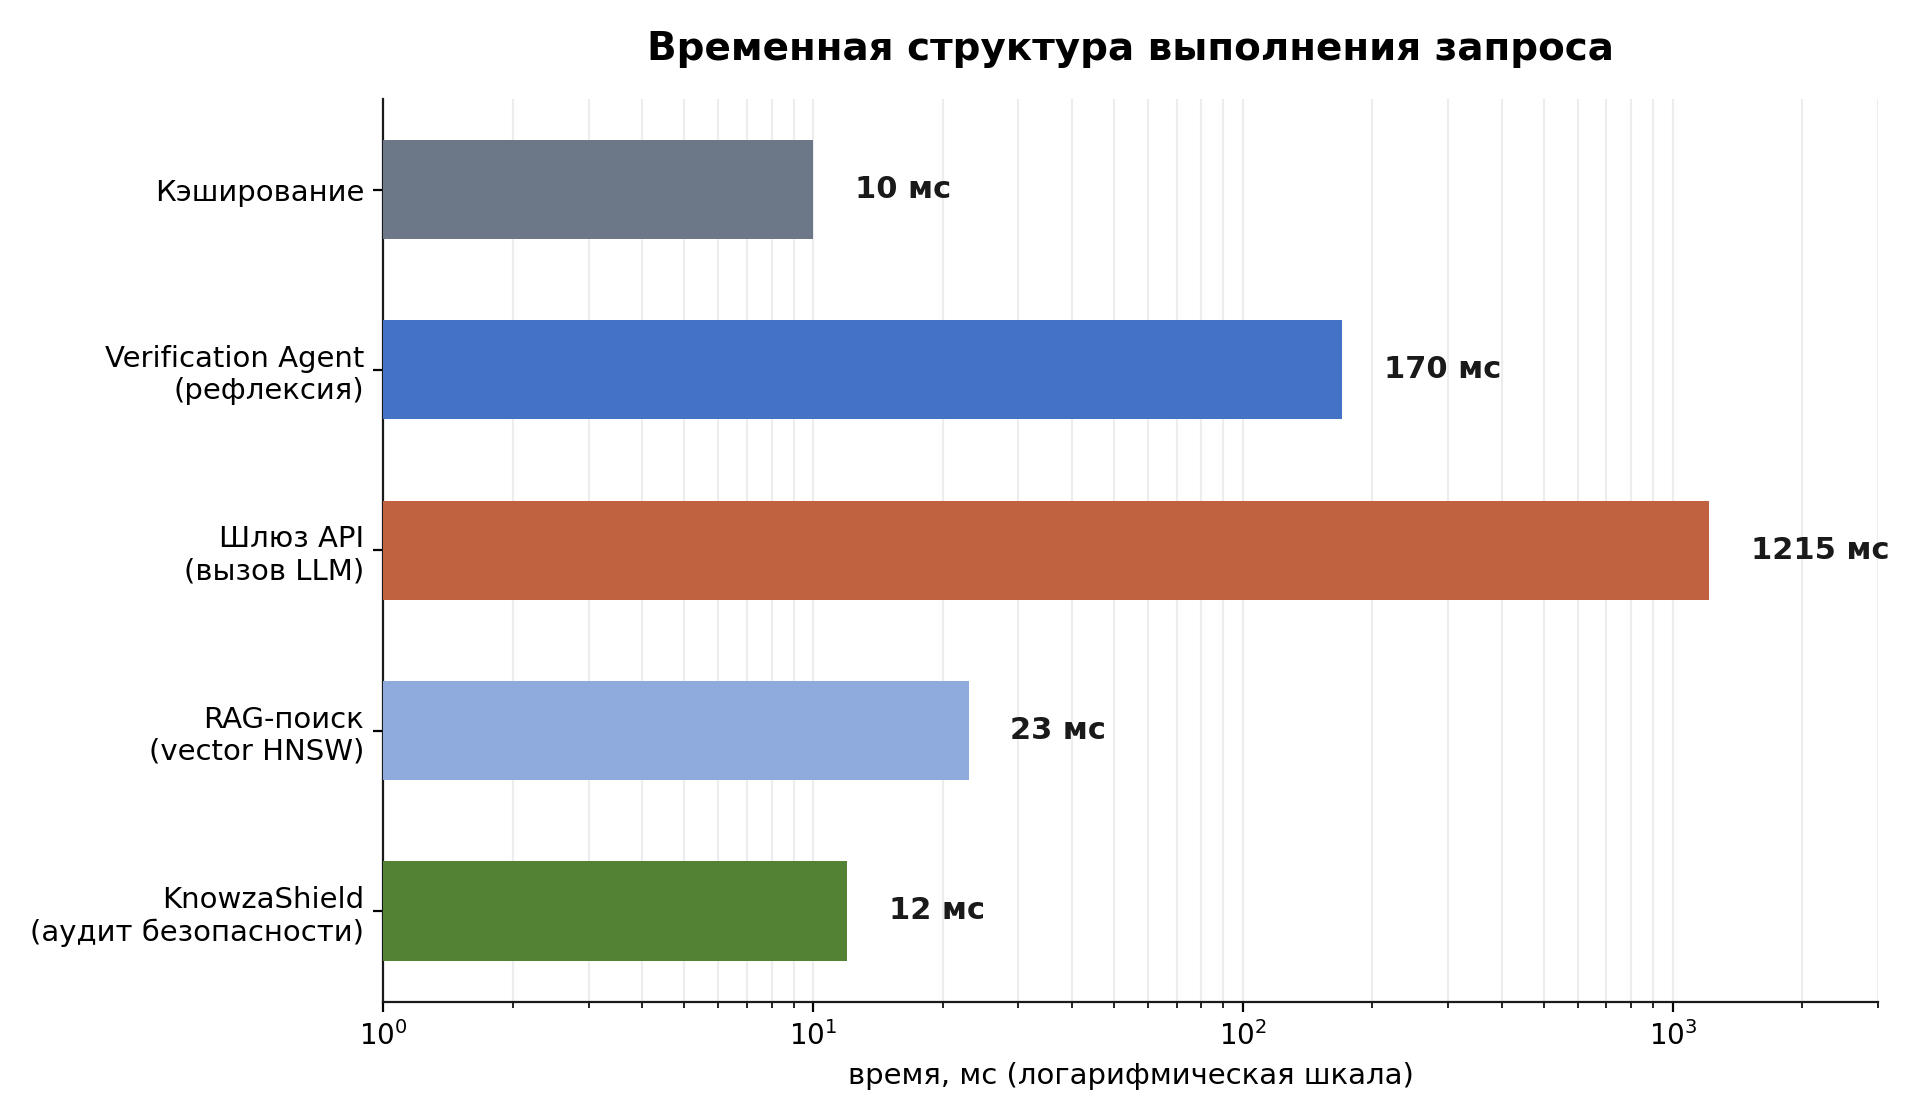 Временная структура выполнения запроса
Кэширование
10 мс
Verification Agent
(рефлексия)
170 мс
Шлюз API
(вызов LLM)
1215 мс
RAG-поиск
(vector HNSW)
23 мс
KnowzaShield
(аудит безопасности)
12 мс
10⁰ 10¹ 10² 10³
время, мс (логарифмическая шкала)